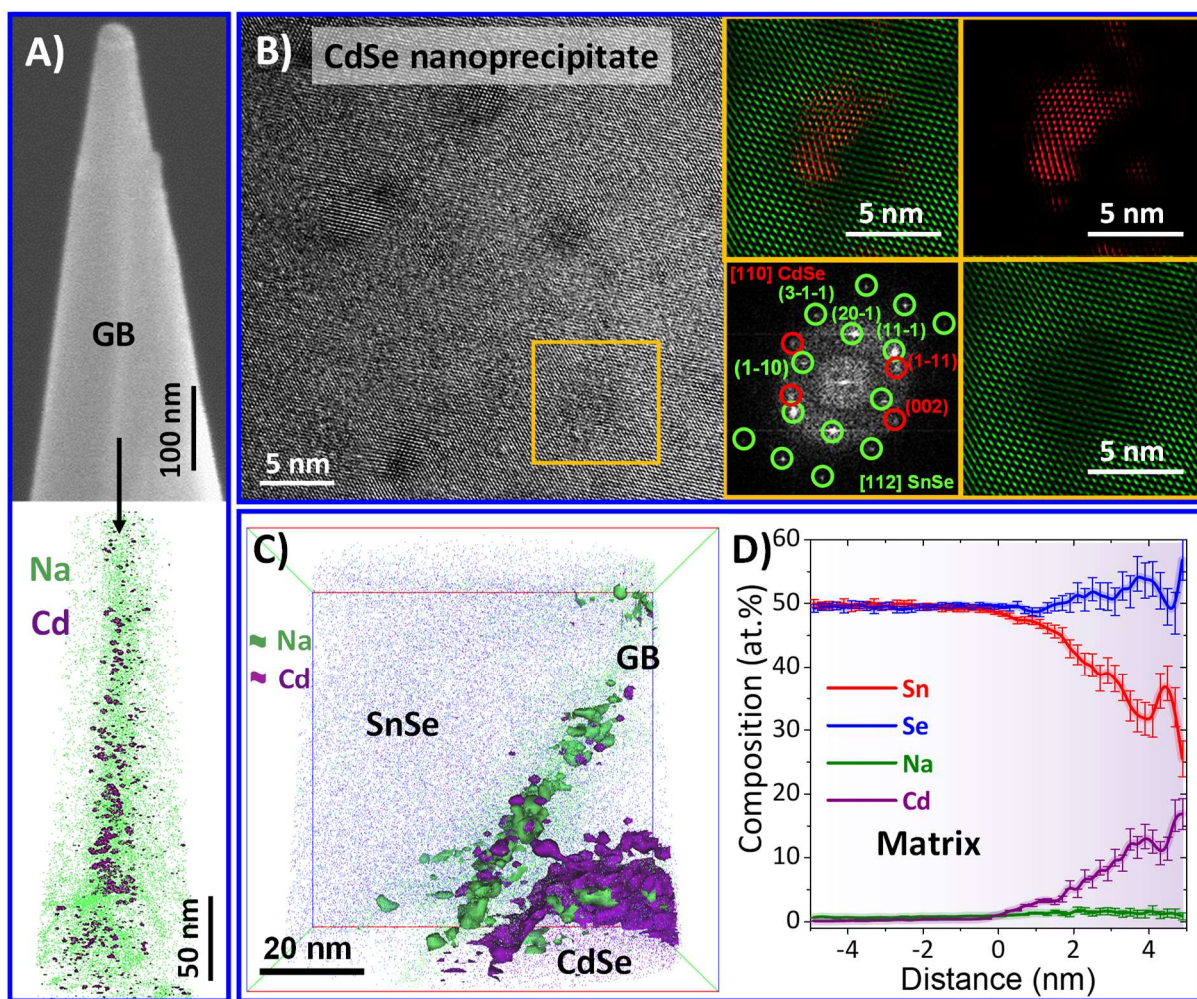 A)
GB
100 nm
Na
Cd
50 nm
B)
CdSe nanoprecipitate
5 nm
5 nm
5 nm
[110] CdSe
(3-1-1)
(20-1)
(11-1)
(1-10)
(1-11)
(002)
[112] SnSe
5 nm
C)
≈ Na
≈ Cd
GB
SnSe
CdSe
20 nm
D)
60
50
40
30
20
10
0
Composition (at.%)
Sn
Se
Na
Cd
Matrix
-4 -2 0 2 4
Distance (nm)